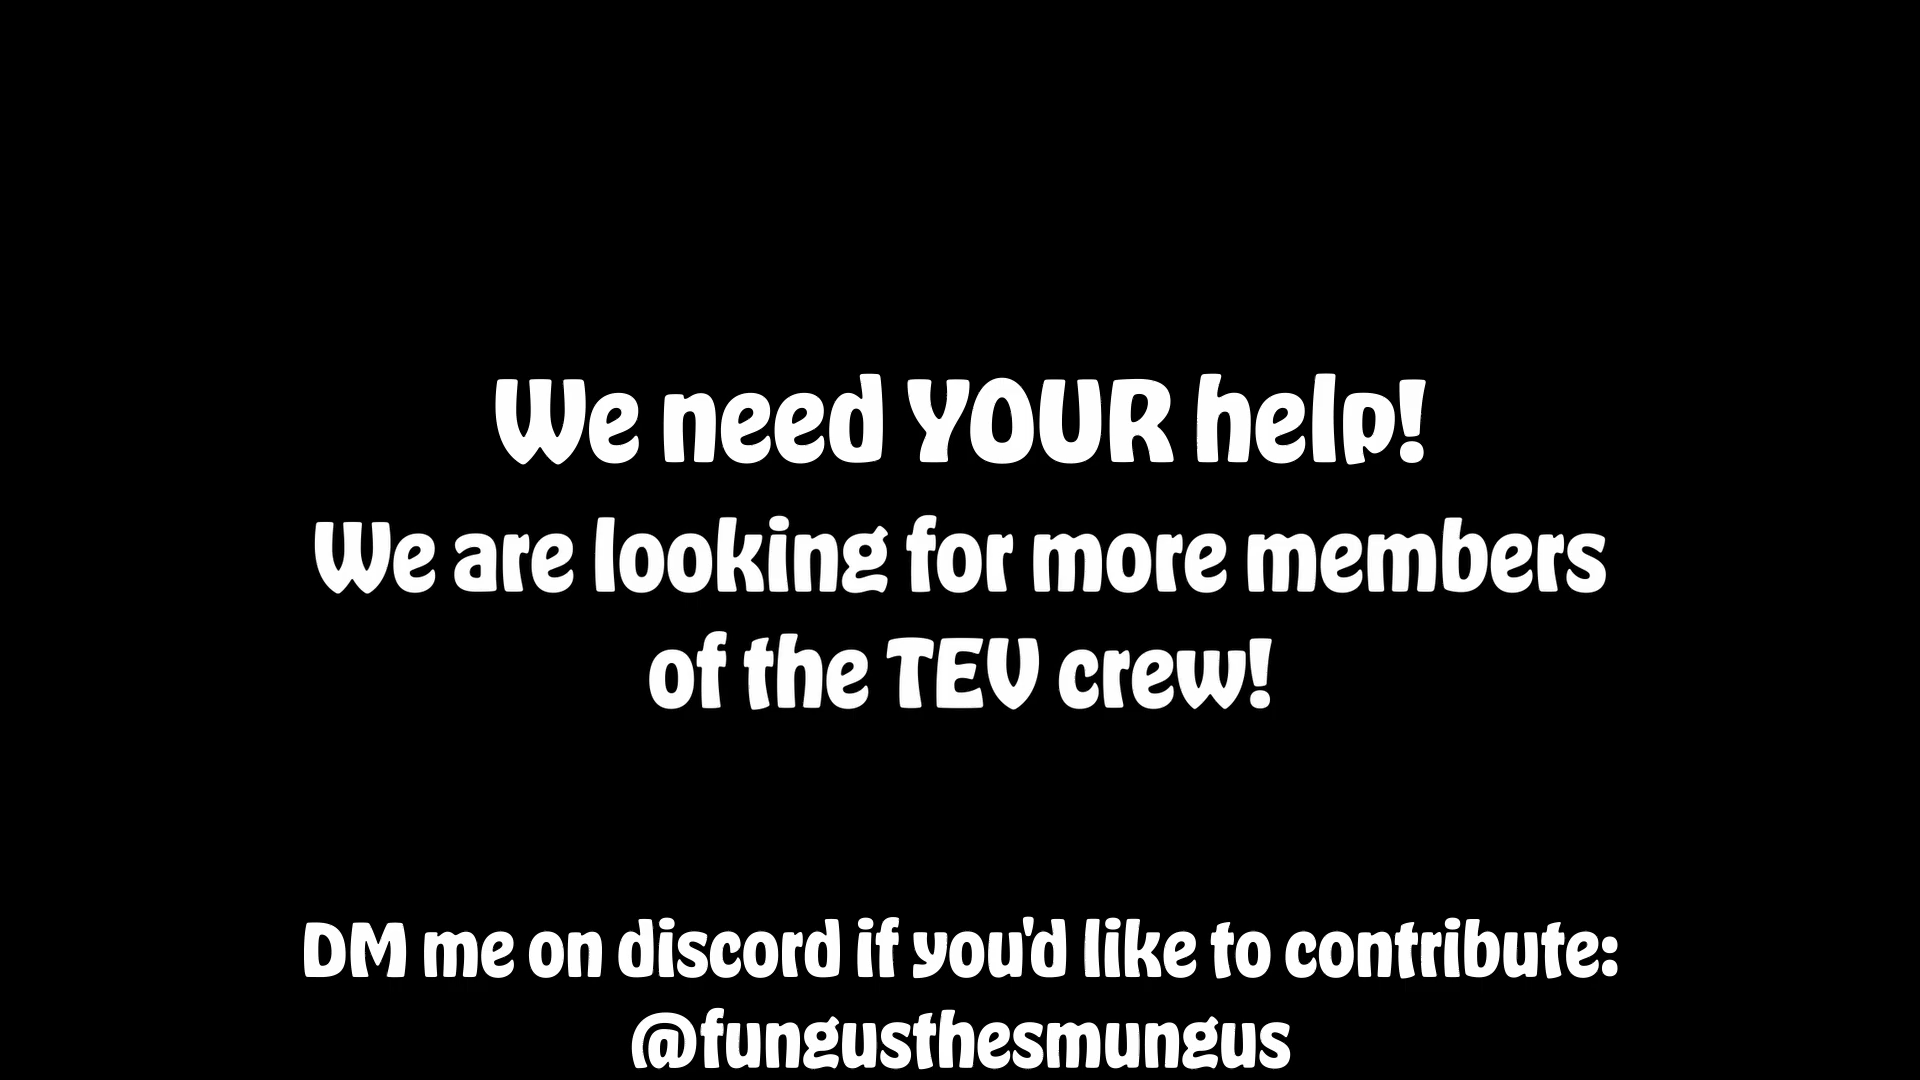 We need YOUR help!
We are looking for more members
of the TEV crew!
DM me on discord if you'd like to contribute:
@fungusthesmungus